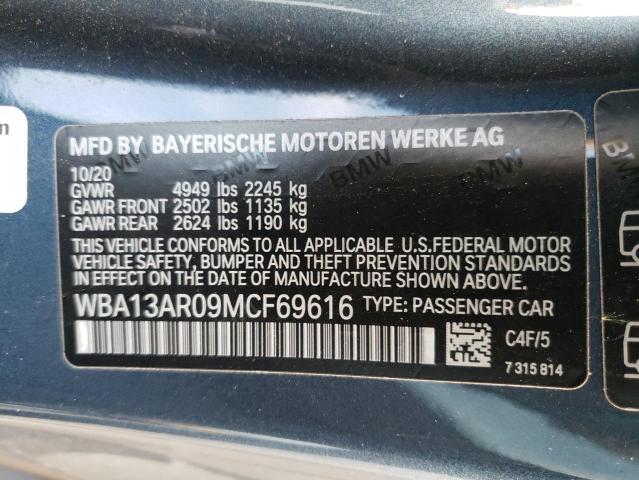 MFD BY BAYERISCHE MOTOREN WERKE AG
10/20
GVWR 4949 lbs 2245 kg
GAWR FRONT 2502 lbs 1135 kg
GAWR REAR 2624 lbs 1190 kg
THIS VEHICLE CONFORMS TO ALL APPLICABLE U.S.FEDERAL MOTOR
VEHICLE SAFETY, BUMPER AND THEFT PREVENTION STANDARDS
IN EFFECT ON THE DATE OF MANUFACTURE SHOWN ABOVE.
WBA13AR09MCF69616 TYPE: PASSENGER CAR
C4F/5
7 315 814
BMW
BMW
BMW